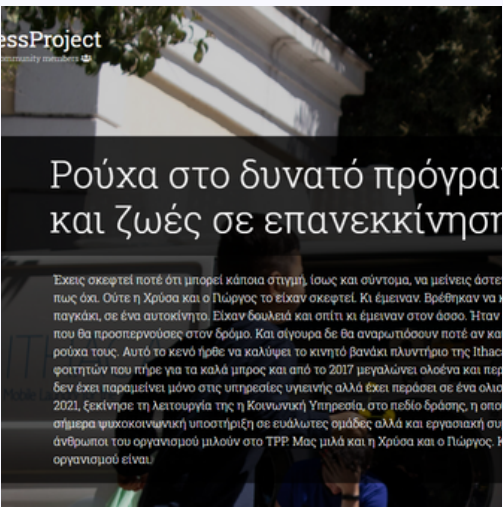 essProject
community members
Ρούχα στο δυνατό πρόγρα
και ζωές σε επανεκκίνηση
Έχεις σκεφτεί ποτέ ότι μπορεί κάποια στιγμή, ίσως και σύντομα, να μείνεις άστε
πως όχι. Ούτε η Χρύσα και ο Γιώργος το είχαν σκεφτεί. Κι έμειναν. Βρέθηκαν να
παγκάκι, σε ένα αυτοκίνητο. Είχαν δουλειά και σπίτι κι έμειναν στον άσσο. Ήταν
που θα προσπερνούσες στον δρόμο. Και σίγουρα δε θα αναρωτιόσουν ποτέ αν κα
ρούχα τους. Αυτό το κενό ήρθε να καλύψει το κινητό βανάκι πλυντήριο της Ithac
φοιτητών που πήρε για τα καλά μπρος και από το 2017 μεγαλώνει ολοένα και περ
δεν έχει παραμείνει μόνο στις υπηρεσίες υγιεινής αλλά έχει περάσει σε ένα ολισ
2021, ξεκίνησε τη λειτουργία της η Κοινωνική Υπηρεσία, στο πεδίο δράσης, η οπο
σήμερα ψυχοκοινωνική υποστήριξη σε ευάλωτες ομάδες αλλά και εργασιακή συ
άνθρωποι του οργανισμού μιλούν στο TPP. Μας μιλά και η Χρύσα και ο Γιώργος. Κ
οργανισμού είναι.